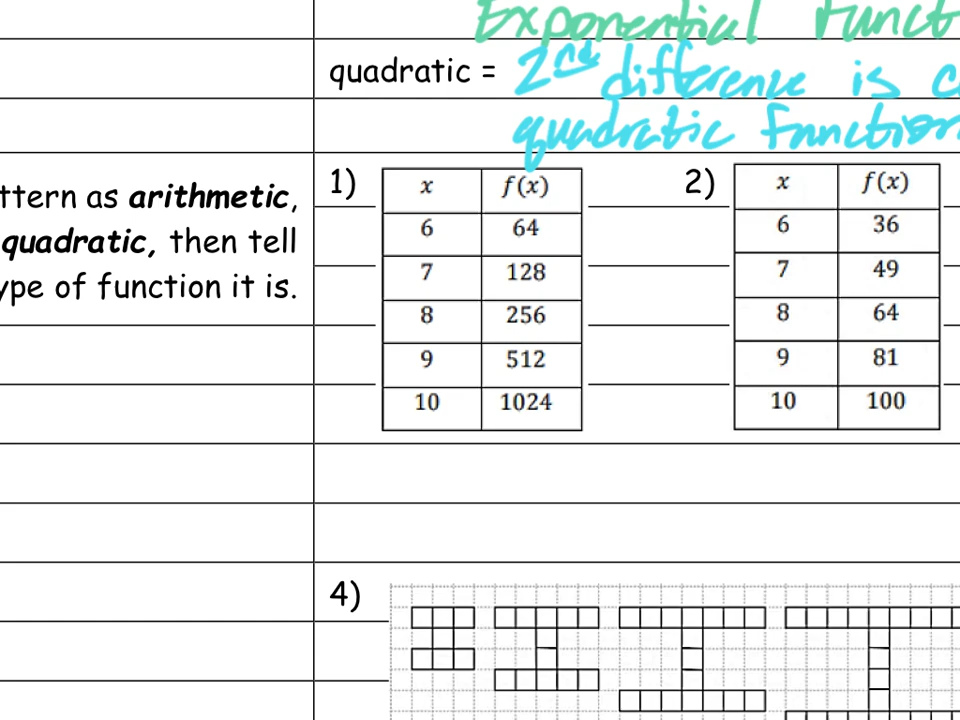 Exponential funct
quadratic = 2nd difference is c
quadratic function
ttern as arithmetic,
quadratic, then tell
ype of function it is.
1)
x f(x)
6 64
7 128
8 256
9 512
10 1024
2)
x f(x)
6 36
7 49
8 64
9 81
10 100
4)